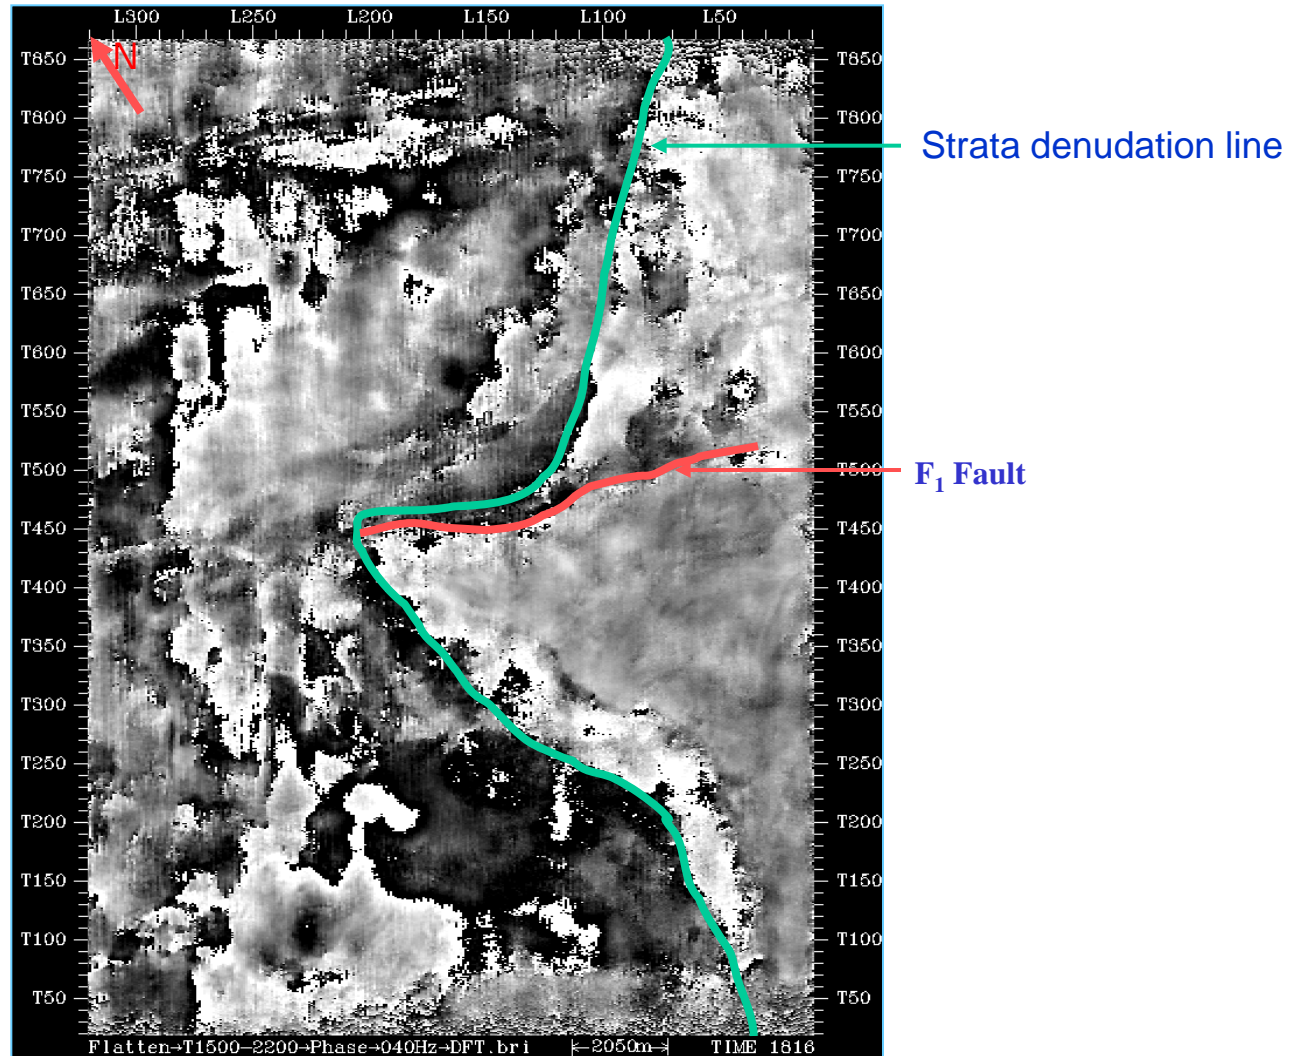 L300 L250 L200 L150 L100 L50
N
T850 T850
T800 T800
T750 T750
T700 T700
T650 T650
T600 T600
T550 T550
T500 T500
T450 T450
T400 T400
T350 T350
T300 T300
T250 T250
T200 T200
T150 T150
T100 T100
T50 T50
Strata denudation line
F1 Fault
Flatten→T1500-2200→Phase→040Hz→DFT.bri 2050m TIME 1816